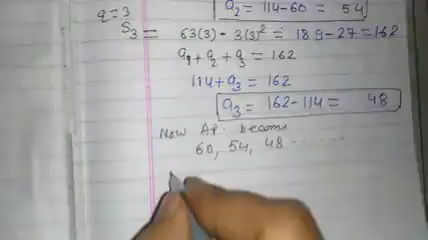 a₂ = 114-60 = 54
q=3
S₃ = 63(3) - 3(3)² = 189-27=162
a₁ + a₂ + a₃ = 162
114+a₃ = 162
a₃ = 162-114 = 48
Now AP. become
60, 54, 48 ......